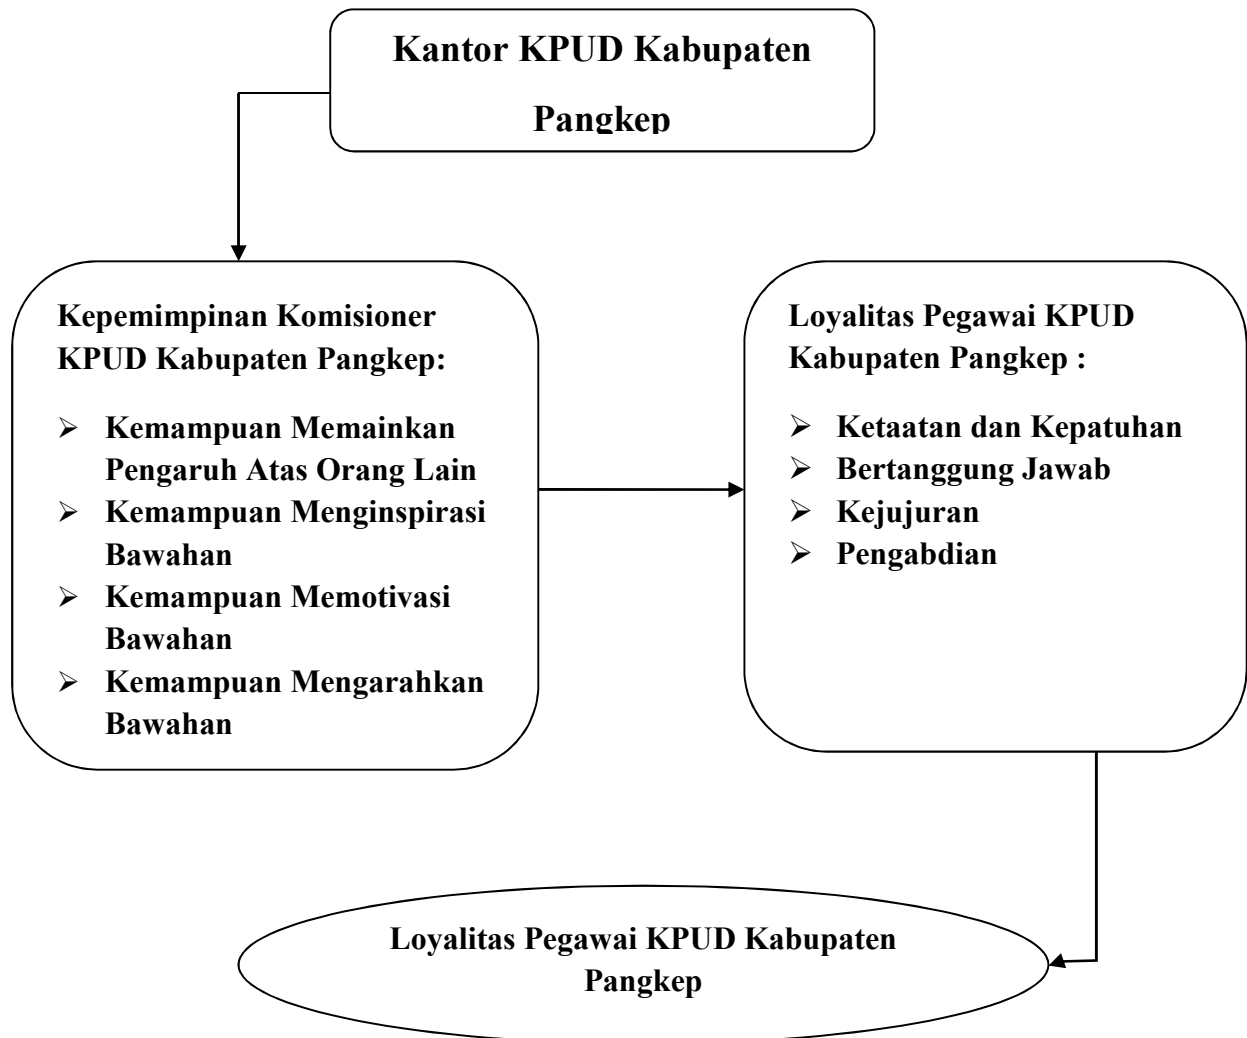 Kantor KPUD Kabupaten
Pangkep
Kepemimpinan Komisioner
KPUD Kabupaten Pangkep:
➢ Kemampuan Memainkan
Pengaruh Atas Orang Lain
➢ Kemampuan Menginspirasi
Bawahan
➢ Kemampuan Memotivasi
Bawahan
➢ Kemampuan Mengarahkan
Bawahan
Loyalitas Pegawai KPUD
Kabupaten Pangkep :
➢ Ketaatan dan Kepatuhan
➢ Bertanggung Jawab
➢ Kejujuran
➢ Pengabdian
Loyalitas Pegawai KPUD Kabupaten
Pangkep